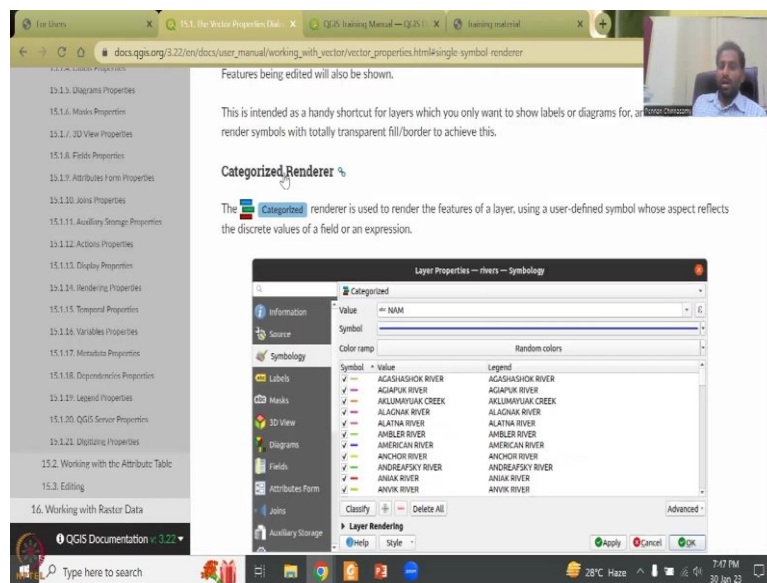 For Users
15.1. The Vector Properties Dialo
QGIS Training Manual — QGIS D
Training material
docs.qgis.org/3.22/en/docs/user_manual/working_with_vector/vector_properties.html#single-symbol-renderer
15.1.5. Diagrams Properties
15.1.6. Masks Properties
15.1.7. 3D View Properties
15.1.8. Fields Properties
15.1.9. Attributes Form Properties
15.1.10. Joins Properties
15.1.11. Auxiliary Storage Properties
15.1.12. Actions Properties
15.1.13. Display Properties
15.1.14. Rendering Properties
15.1.15. Temporal Properties
15.1.16. Variables Properties
15.1.17. Metadata Properties
15.1.18. Dependencies Properties
15.1.19. Legend Properties
15.1.20. QGIS Server Properties
15.1.21. Digitizing Properties
15.2. Working with the Attribute Table
15.3. Editing
16. Working with Raster Data
QGIS Documentation v: 3.22
Features being edited will also be shown.
This is intended as a handy shortcut for layers which you only want to show labels or diagrams for, an
render symbols with totally transparent fill/border to achieve this.
Categorized Renderer
The Categorized renderer is used to render the features of a layer, using a user-defined symbol whose aspect reflects
the discrete values of a field or an expression.
Layer Properties — rivers — Symbology
Information
Source
Symbology
Labels
Masks
3D View
Diagrams
Fields
Attributes Form
Joins
Auxiliary Storage
Categorized
Value abc NAM ε
Symbol
Color ramp Random colors
Symbol Value Legend
AGASHASHOK RIVER AGASHASHOK RIVER
AGIAPUK RIVER AGIAPUK RIVER
AKLUMAYUAK CREEK AKLUMAYUAK CREEK
ALAGNAK RIVER ALAGNAK RIVER
ALATNA RIVER ALATNA RIVER
AMBLER RIVER AMBLER RIVER
AMERICAN RIVER AMERICAN RIVER
ANCHOR RIVER ANCHOR RIVER
ANDREAFSKY RIVER ANDREAFSKY RIVER
ANIAK RIVER ANIAK RIVER
ANVIK RIVER ANVIK RIVER
Classify Delete All Advanced
Layer Rendering
Help Style Apply Cancel OK
NPTEL
Type here to search
28°C Haze
7:47 PM
30 Jan 23